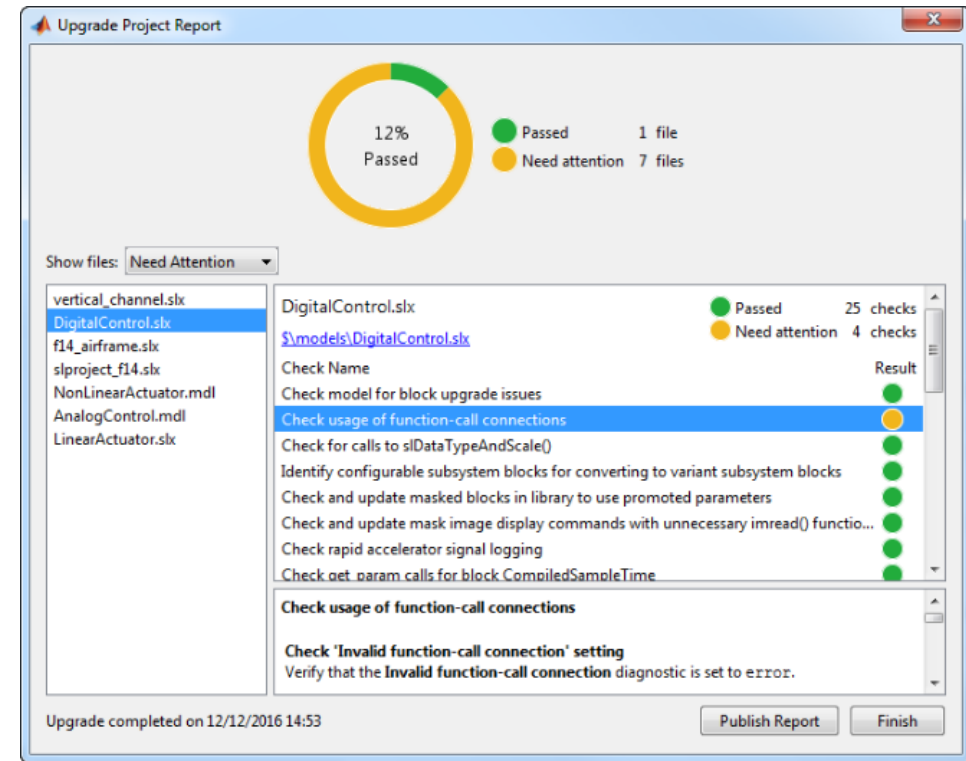 Upgrade Project Report
12%
Passed
Passed 1 file
Need attention 7 files
Show files: Need Attention
vertical_channel.slx
DigitalControl.slx
f14_airframe.slx
slproject_f14.slx
NonLinearActuator.mdl
AnalogControl.mdl
LinearActuator.slx
DigitalControl.slx
Passed 25 checks
$\models\DigitalControl.slx
Need attention 4 checks
Check Name Result
Check model for block upgrade issues
Check usage of function-call connections
Check for calls to slDataTypeAndScale()
Identify configurable subsystem blocks for converting to variant subsystem blocks
Check and update masked blocks in library to use promoted parameters
Check and update mask image display commands with unnecessary imread() functio...
Check rapid accelerator signal logging
Check get_param calls for block CompiledSampleTime
Check usage of function-call connections
Check 'Invalid function-call connection' setting
Verify that the Invalid function-call connection diagnostic is set to error.
Upgrade completed on 12/12/2016 14:53
Publish Report
Finish